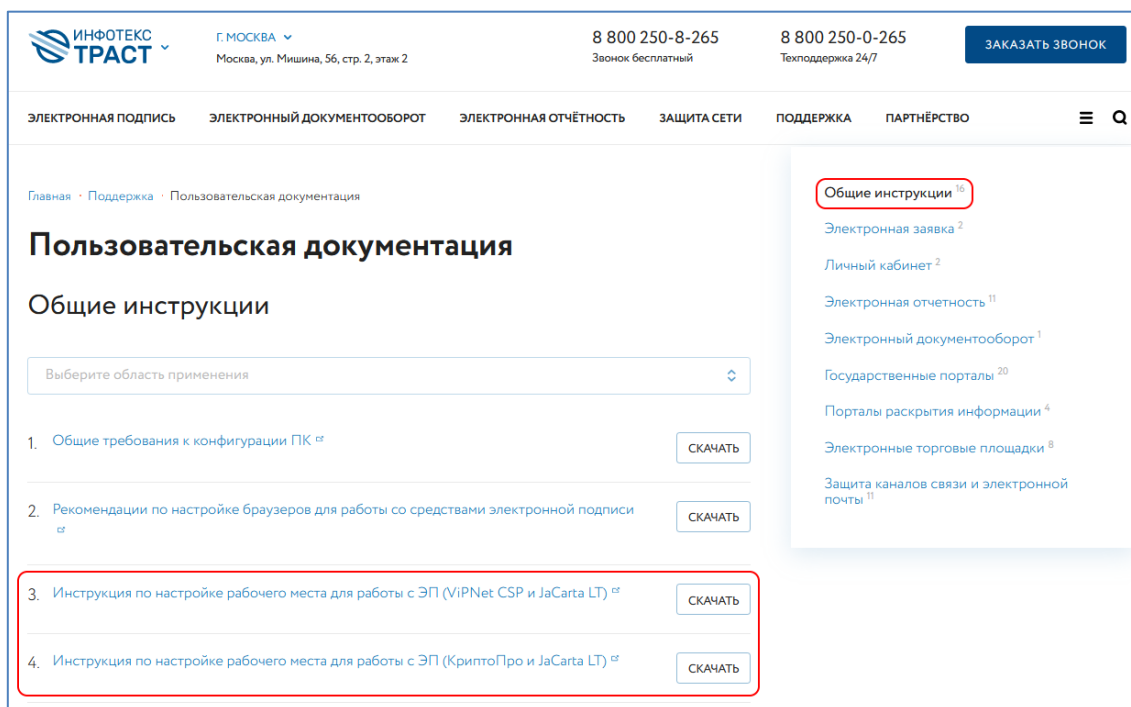 ИНФОТЕКС
ТРАСТ
Г. МОСКВА
Москва, ул. Мишина, 56, стр. 2, этаж 2
8 800 250-8-265
Звонок бесплатный
8 800 250-0-265
Техподдержка 24/7
ЗАКАЗАТЬ ЗВОНОК
ЭЛЕКТРОННАЯ ПОДПИСЬ
ЭЛЕКТРОННЫЙ ДОКУМЕНТООБОРОТ
ЭЛЕКТРОННАЯ ОТЧЁТНОСТЬ
ЗАЩИТА СЕТИ
ПОДДЕРЖКА
ПАРТНЁРСТВО
Главная · Поддержка · Пользовательская документация
Пользовательская документация
Общие инструкции
Выберите область применения
1. Общие требования к конфигурации ПК
СКАЧАТЬ
2. Рекомендации по настройке браузеров для работы со средствами электронной подписи
СКАЧАТЬ
3. Инструкция по настройке рабочего места для работы с ЭП (ViPNet CSP и JaCarta LT)
СКАЧАТЬ
4. Инструкция по настройке рабочего места для работы с ЭП (КриптоПро и JaCarta LT)
СКАЧАТЬ
Общие инструкции 16
Электронная заявка 2
Личный кабинет 2
Электронная отчетность 11
Электронный документооборот 1
Государственные порталы 20
Порталы раскрытия информации 4
Электронные торговые площадки 8
Защита каналов связи и электронной
почты 11